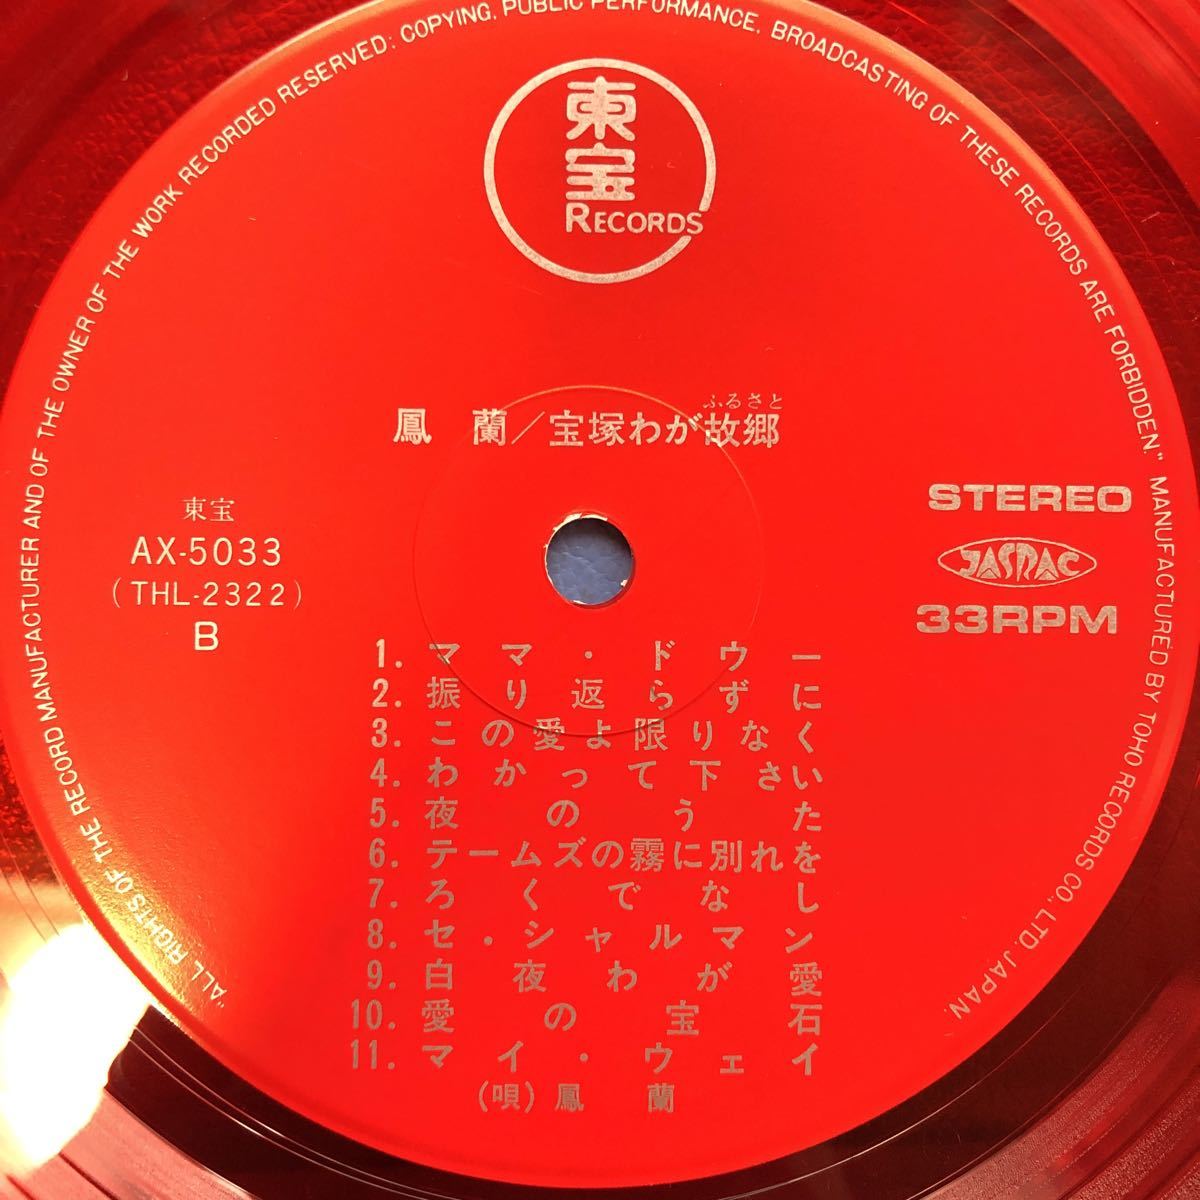 "ALL RIGHTS OF THE RECORD MANUFACTURER AND OF THE OWNER OF THE WORK RECORDED RESERVED: COPYING, PUBLIC PERFORMANCE, BROADCASTING OF THESE RECORDS ARE FORBIDDEN." MANUFACTURED BY TOHO RECORDS CO., LTD. JAPAN.
東宝
RECORDS
ふるさと
鳳 蘭/宝塚わが故郷
東宝
AX-5033
(THL-2322)
B
STEREO
JASRAC
33RPM
1. ママ・ドゥー
2. 振り返らずに
3. この愛よ限りなく
4. わかって下さい
5. 夜のうた
6. テームズの霧に別れを
7. ろくでなし
8. セ・シャルマン
9. 白夜わが愛
10. 愛の宝石
11. マイ・ウェイ
(唄) 鳳 蘭